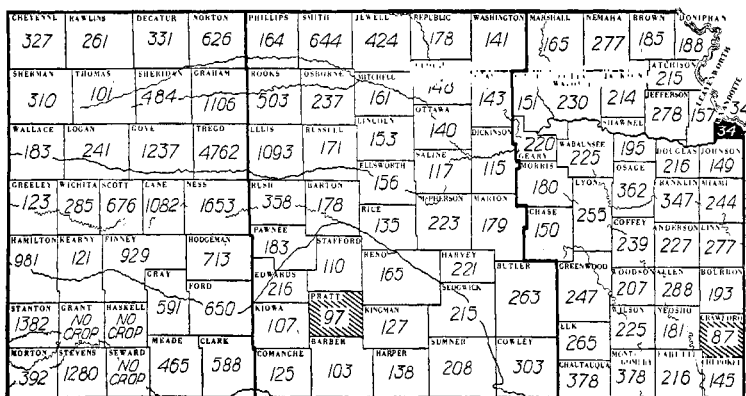 CHEYENNE RAWLINS DECATUR NORTON PHILLIPS SMITH JEWELL REPUBLIC WASHINGTON MARSHALL NEMAHA BROWN DONIPHAN
327 261 331 626 164 644 424 178 141 165 277 185 188
ATCHISON
215
SHERMAN THOMAS SHERIDAN GRAHAM ROOKS OSBORNE MITCHELL JEFFERSON LEAVENWORTH
310 101 484 1106 503 237 161 143 151 230 214 278 157 34
OTTAWA SHAWNEE
140
WALLACE LOGAN GOVE TREGO ELLIS RUSSELL LINCOLN DICKINSON GEARY WABAUNSEE DOUGLAS JOHNSON
183 241 1237 4762 1093 171 153 220 225 195 216 149
34
ELLSWORTH SALINE MORRIS OSAGE
156 117 115 180 362
GREELEY WICHITA SCOTT LANE NESS RUSH BARTON MCPHERSON MARION LYON FRANKLIN MIAMI
123 285 676 1082 1653 358 178 223 179 255 347 244
RICE CHASE COFFEY ANDERSON LINN
135 150 239 227 277
HAMILTON KEARNY FINNEY HODGEMAN PAWNEE STAFFORD RENO HARVEY BUTLER GREENWOOD WOODSON ALLEN BOURBON
981 121 929 713 183 110 165 221 263 247 207 288 193
GRAY FORD EDWARDS SEDGWICK
591 650 216 215
STANTON GRANT HASKELL KIOWA PRATT KINGMAN ELK WILSON NEOSHO CRAWFORD
1382 NO CROP NO CROP 107 97 127 265 225 181 87
MORTON STEVENS SEWARD MEADE CLARK COMANCHE BARBER HARPER SUMNER COWLEY CHAUTAUQUA MONTGOMERY LABETTE CHEROKEE
392 1280 NO CROP 465 588 125 103 138 208 303 378 378 216 145